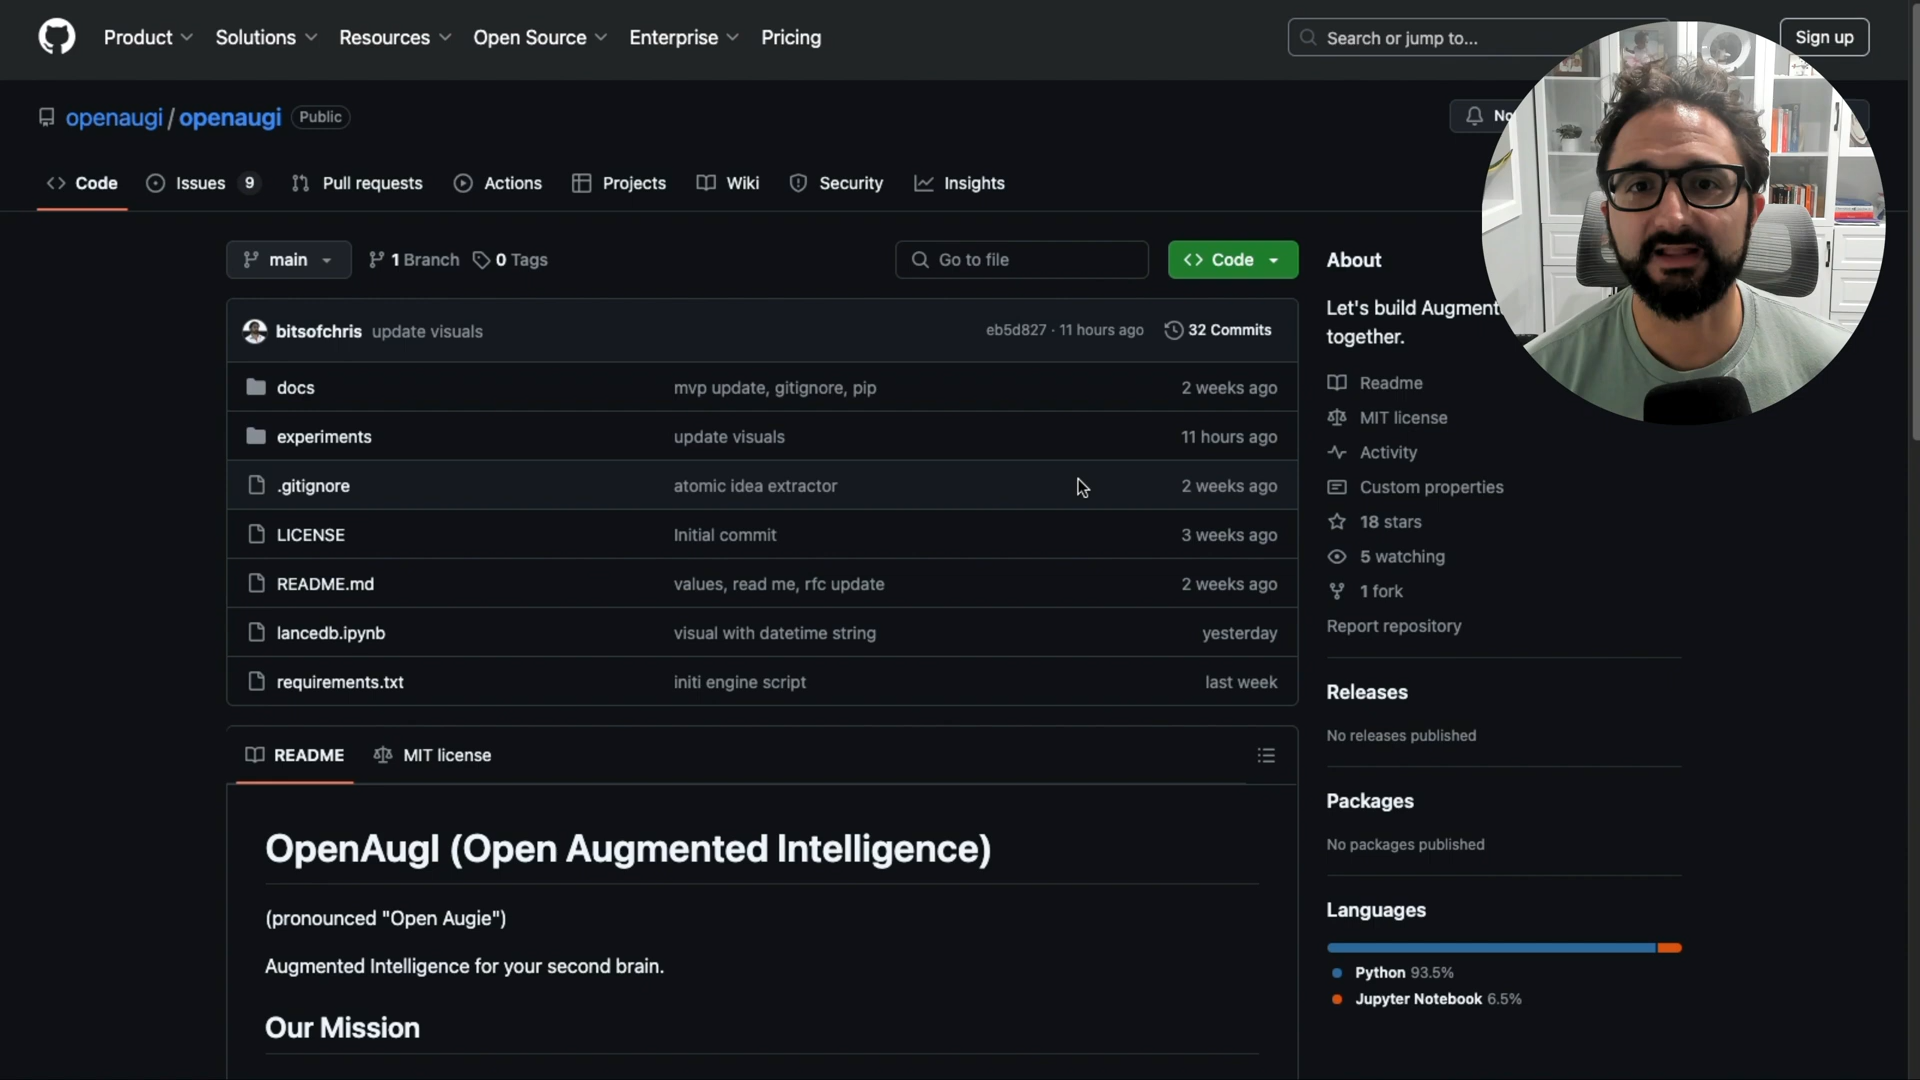 Product
Solutions
Resources
Open Source
Enterprise
Pricing
Search or jump to...
Sign up
openaugi / openaugi
Public
Code
Issues 9
Pull requests
Actions
Projects
Wiki
Security
Insights
main
1 Branch
0 Tags
Go to file
Code
bitsofchris update visuals
eb5d827 · 11 hours ago
32 Commits
docs
mvp update, gitignore, pip
2 weeks ago
experiments
update visuals
11 hours ago
.gitignore
atomic idea extractor
2 weeks ago
LICENSE
Initial commit
3 weeks ago
README.md
values, read me, rfc update
2 weeks ago
lancedb.ipynb
visual with datetime string
yesterday
requirements.txt
initi engine script
last week
README
MIT license
OpenAugI (Open Augmented Intelligence)
(pronounced "Open Augie")
Augmented Intelligence for your second brain.
Our Mission
About
Let's build Augment
together.
Readme
MIT license
Activity
Custom properties
18 stars
5 watching
1 fork
Report repository
Releases
No releases published
Packages
No packages published
Languages
Python 93.5%
Jupyter Notebook 6.5%